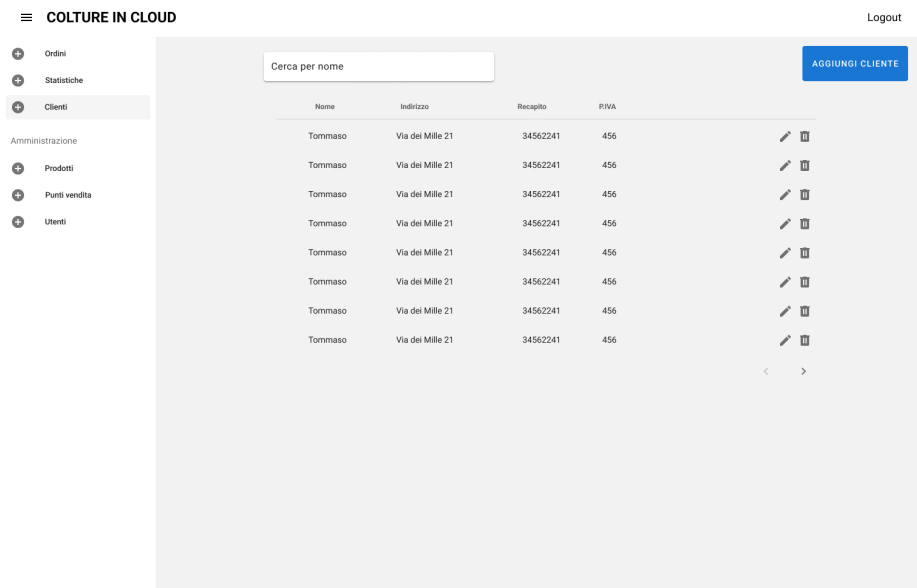 COLTURE IN CLOUD
Logout
Ordini
Statistiche
Clienti
Amministrazione
Prodotti
Punti vendita
Utenti
Cerca per nome
AGGIUNGI CLIENTE
Nome Indirizzo Recapito P.IVA
Tommaso Via dei Mille 21 34562241 456
Tommaso Via dei Mille 21 34562241 456
Tommaso Via dei Mille 21 34562241 456
Tommaso Via dei Mille 21 34562241 456
Tommaso Via dei Mille 21 34562241 456
Tommaso Via dei Mille 21 34562241 456
Tommaso Via dei Mille 21 34562241 456
Tommaso Via dei Mille 21 34562241 456